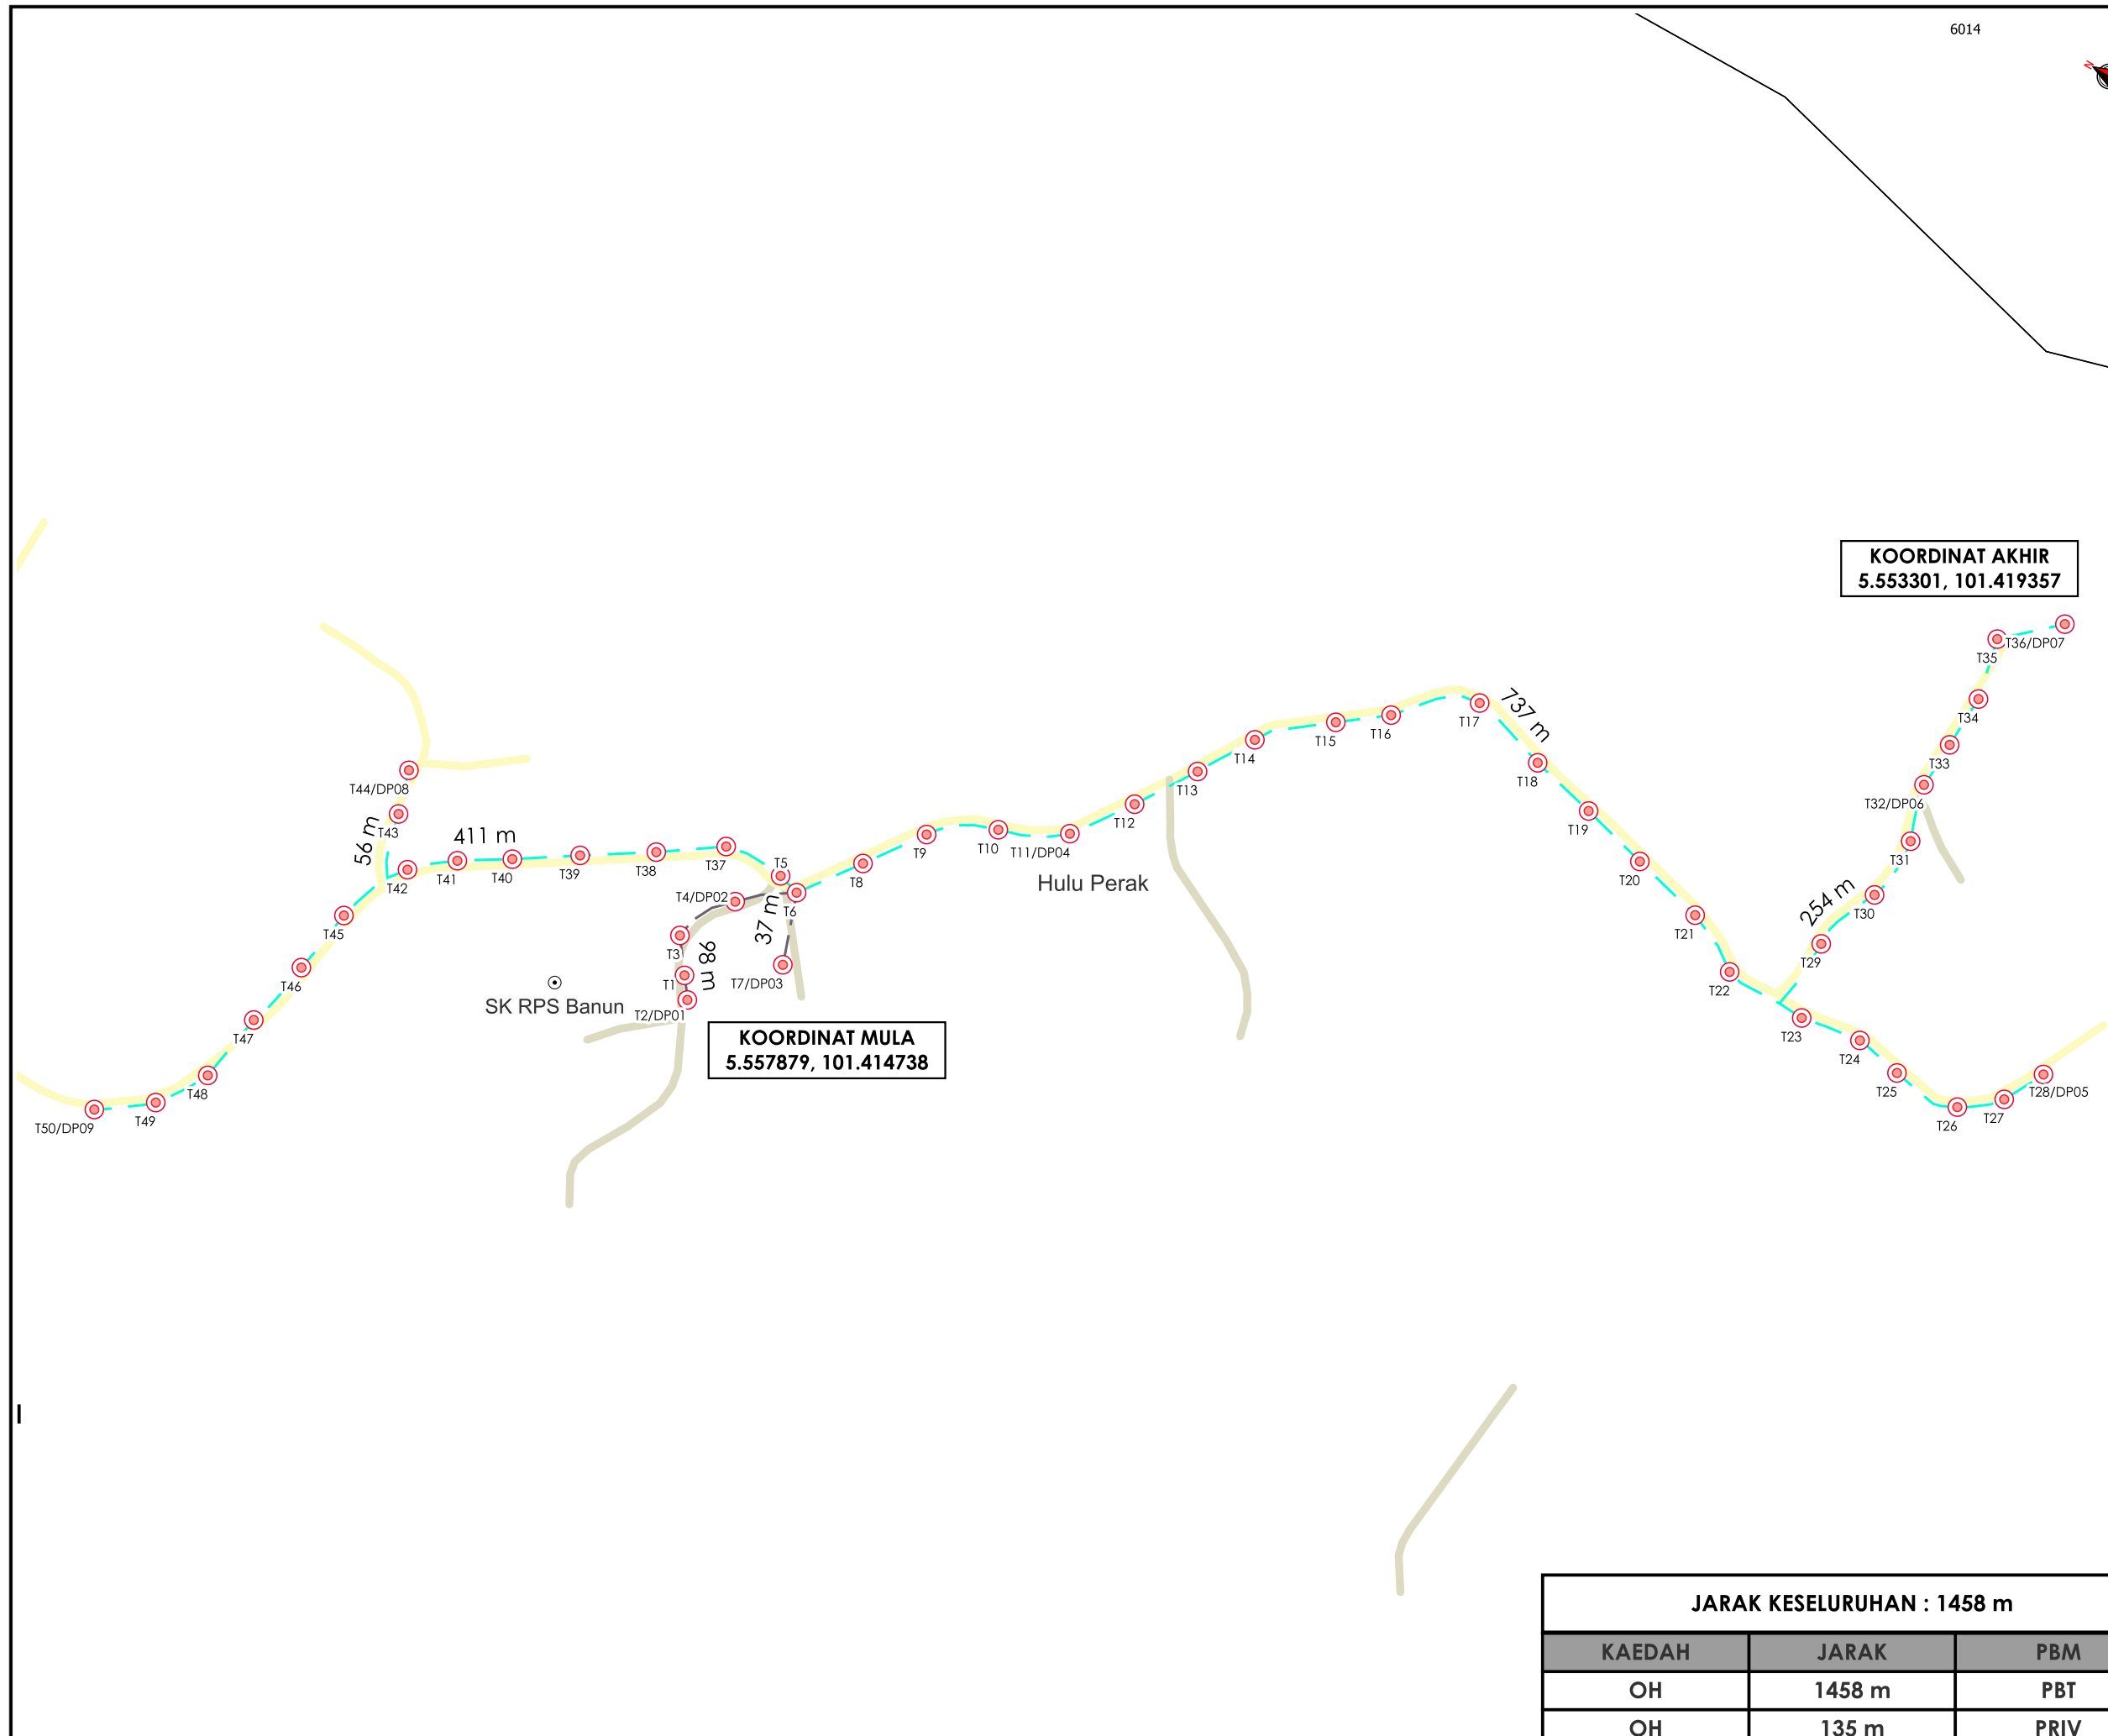 6014
N
KOORDINAT AKHIR
5.553301, 101.419357
T36/DP07
T35
T34
T17
737 m
T16
T15
T14
T33
T13
T18
T44/DP08
T32/DP06
T12
T19
T43
56 m
411 m
T10
T11/DP04
T9
T31
T5
T37
T38
T39
T40
T41
T42
T8
T20
Hulu Perak
T4/DP02
T6
37 m
254 m
T30
T45
T21
T3
98 m
T29
T1
T7/DP03
T46
T22
SK RPS Banun
T2/DP01
T47
T23
KOORDINAT MULA
5.557879, 101.414738
T24
T48
T25
T28/DP05
T50/DP09
T49
T26
T27
JARAK KESELURUHAN : 1458 m
KAEDAH JARAK PBM
OH 1458 m PBT
OH 135 m PRIV